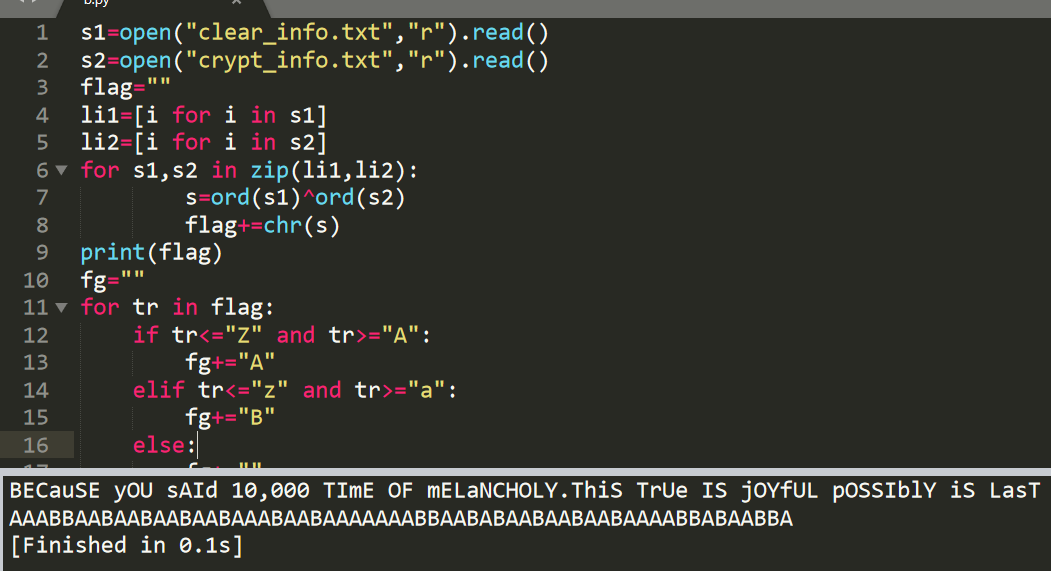 b.py
1 s1=open("clear_info.txt","r").read()
2 s2=open("crypt_info.txt","r").read()
3 flag=""
4 li1=[i for i in s1]
5 li2=[i for i in s2]
6 for s1,s2 in zip(li1,li2):
7 s=ord(s1)^ord(s2)
8 flag+=chr(s)
9 print(flag)
10 fg=""
11 for tr in flag:
12 if tr<="Z" and tr>="A":
13 fg+="A"
14 elif tr<="z" and tr>="a":
15 fg+="B"
16 else:
BECauSE yOU sAId 10,000 TImE OF mELaNCHOLY.ThiS TrUe IS jOYfUL pOSSIblY iS LasT
AAABBAABAABAABAABAAABAABAAAAAAABBAABABAABAABAABAAAABBABAABBA
[Finished in 0.1s]